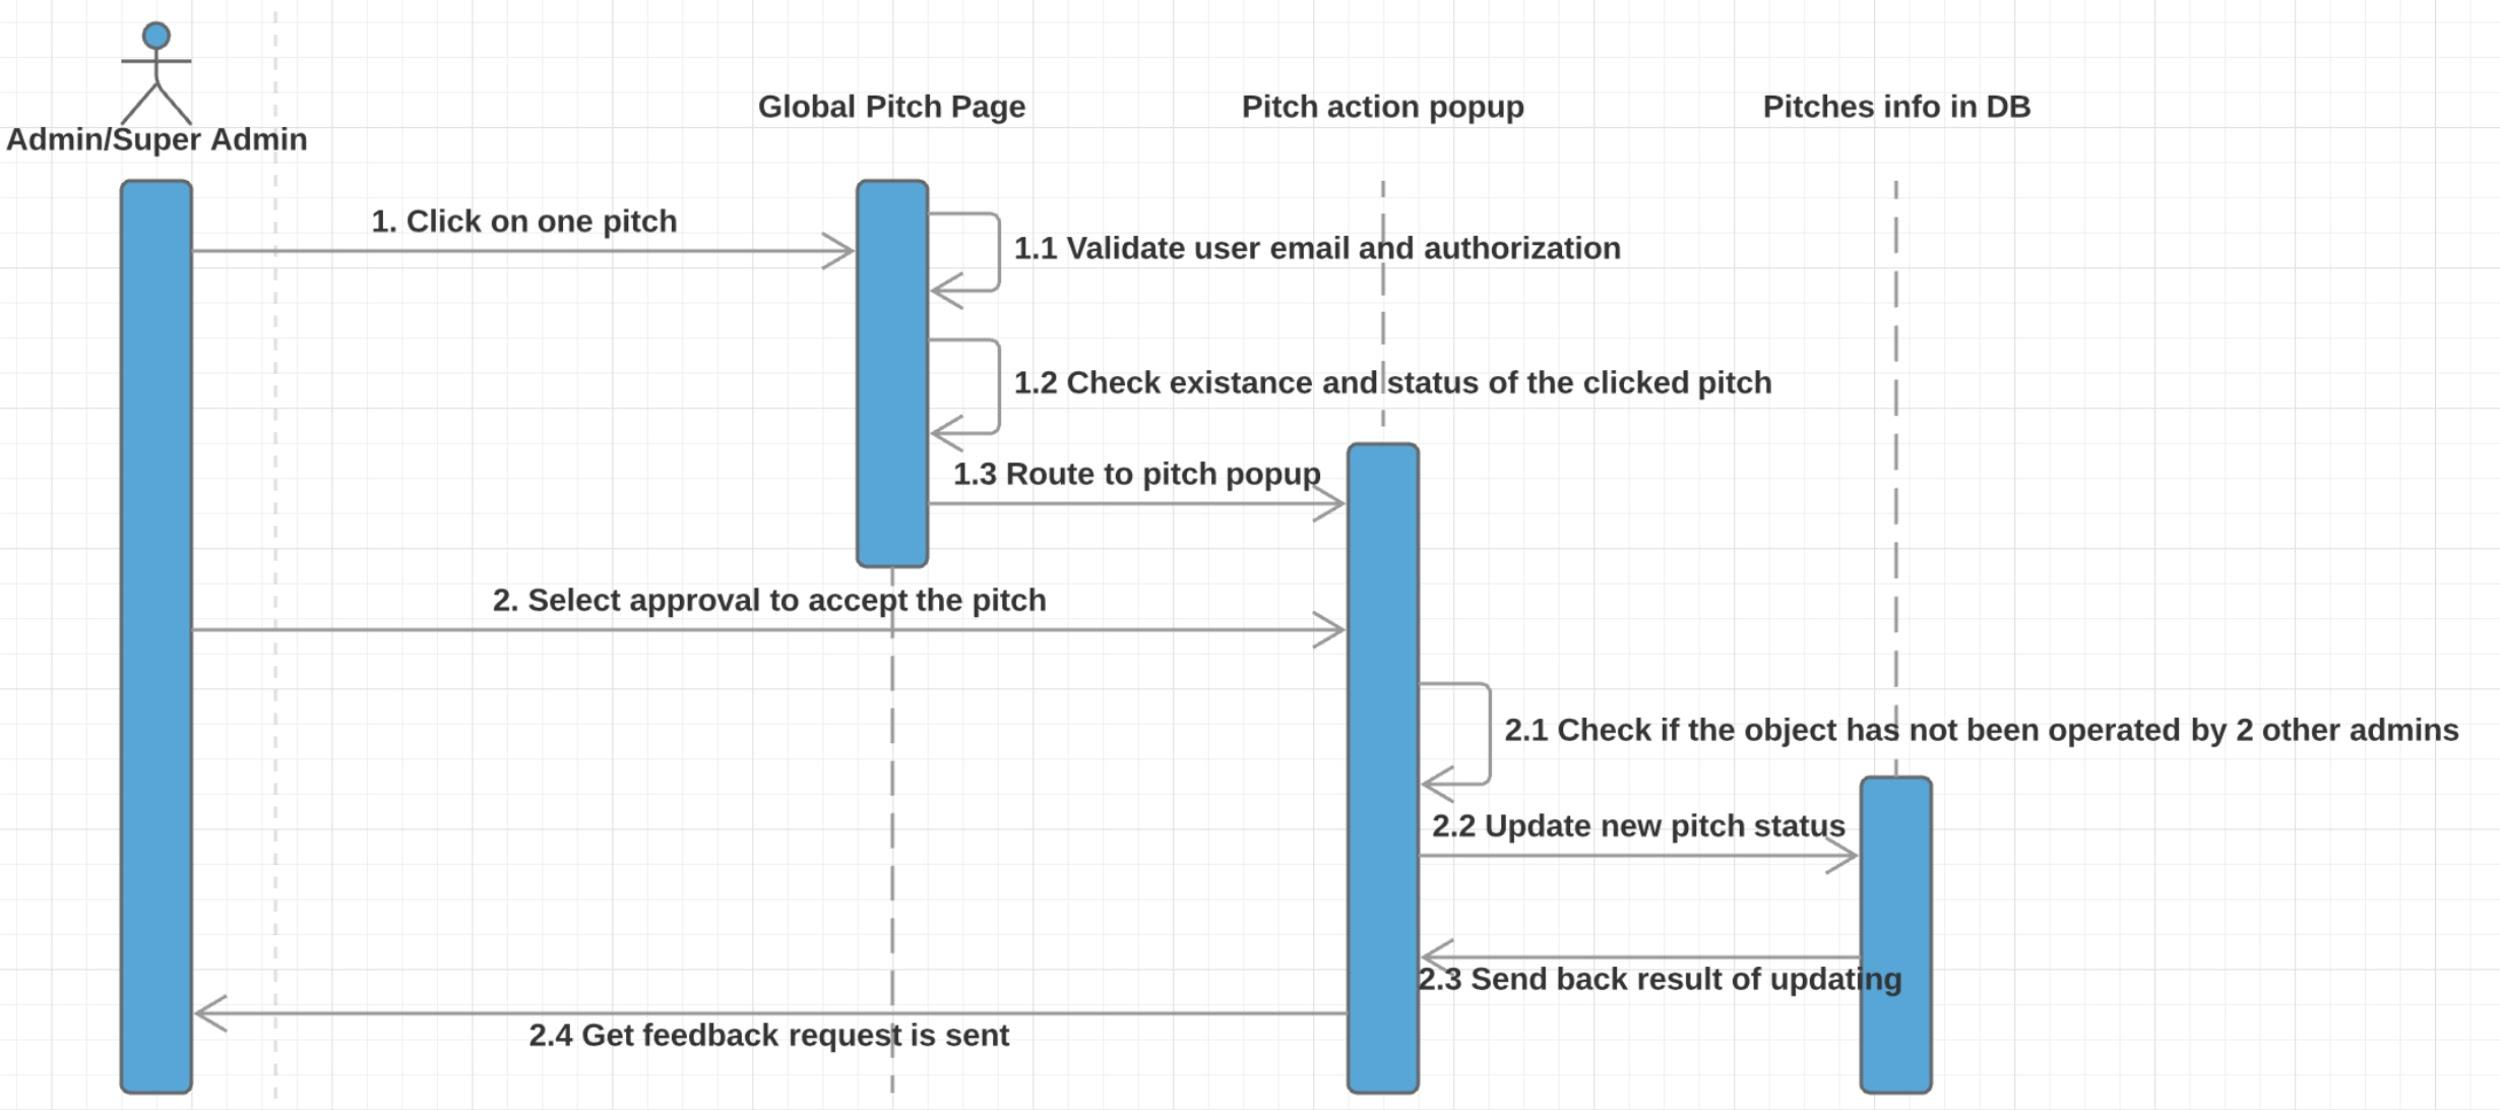 Global Pitch Page
Pitch action popup
Pitches info in DB
Admin/Super Admin
1. Click on one pitch
1.1 Validate user email and authorization
1.2 Check existance and status of the clicked pitch
1.3 Route to pitch popup
2. Select approval to accept the pitch
2.1 Check if the object has not been operated by 2 other admins
2.2 Update new pitch status
2.3 Send back result of updating
2.4 Get feedback request is sent